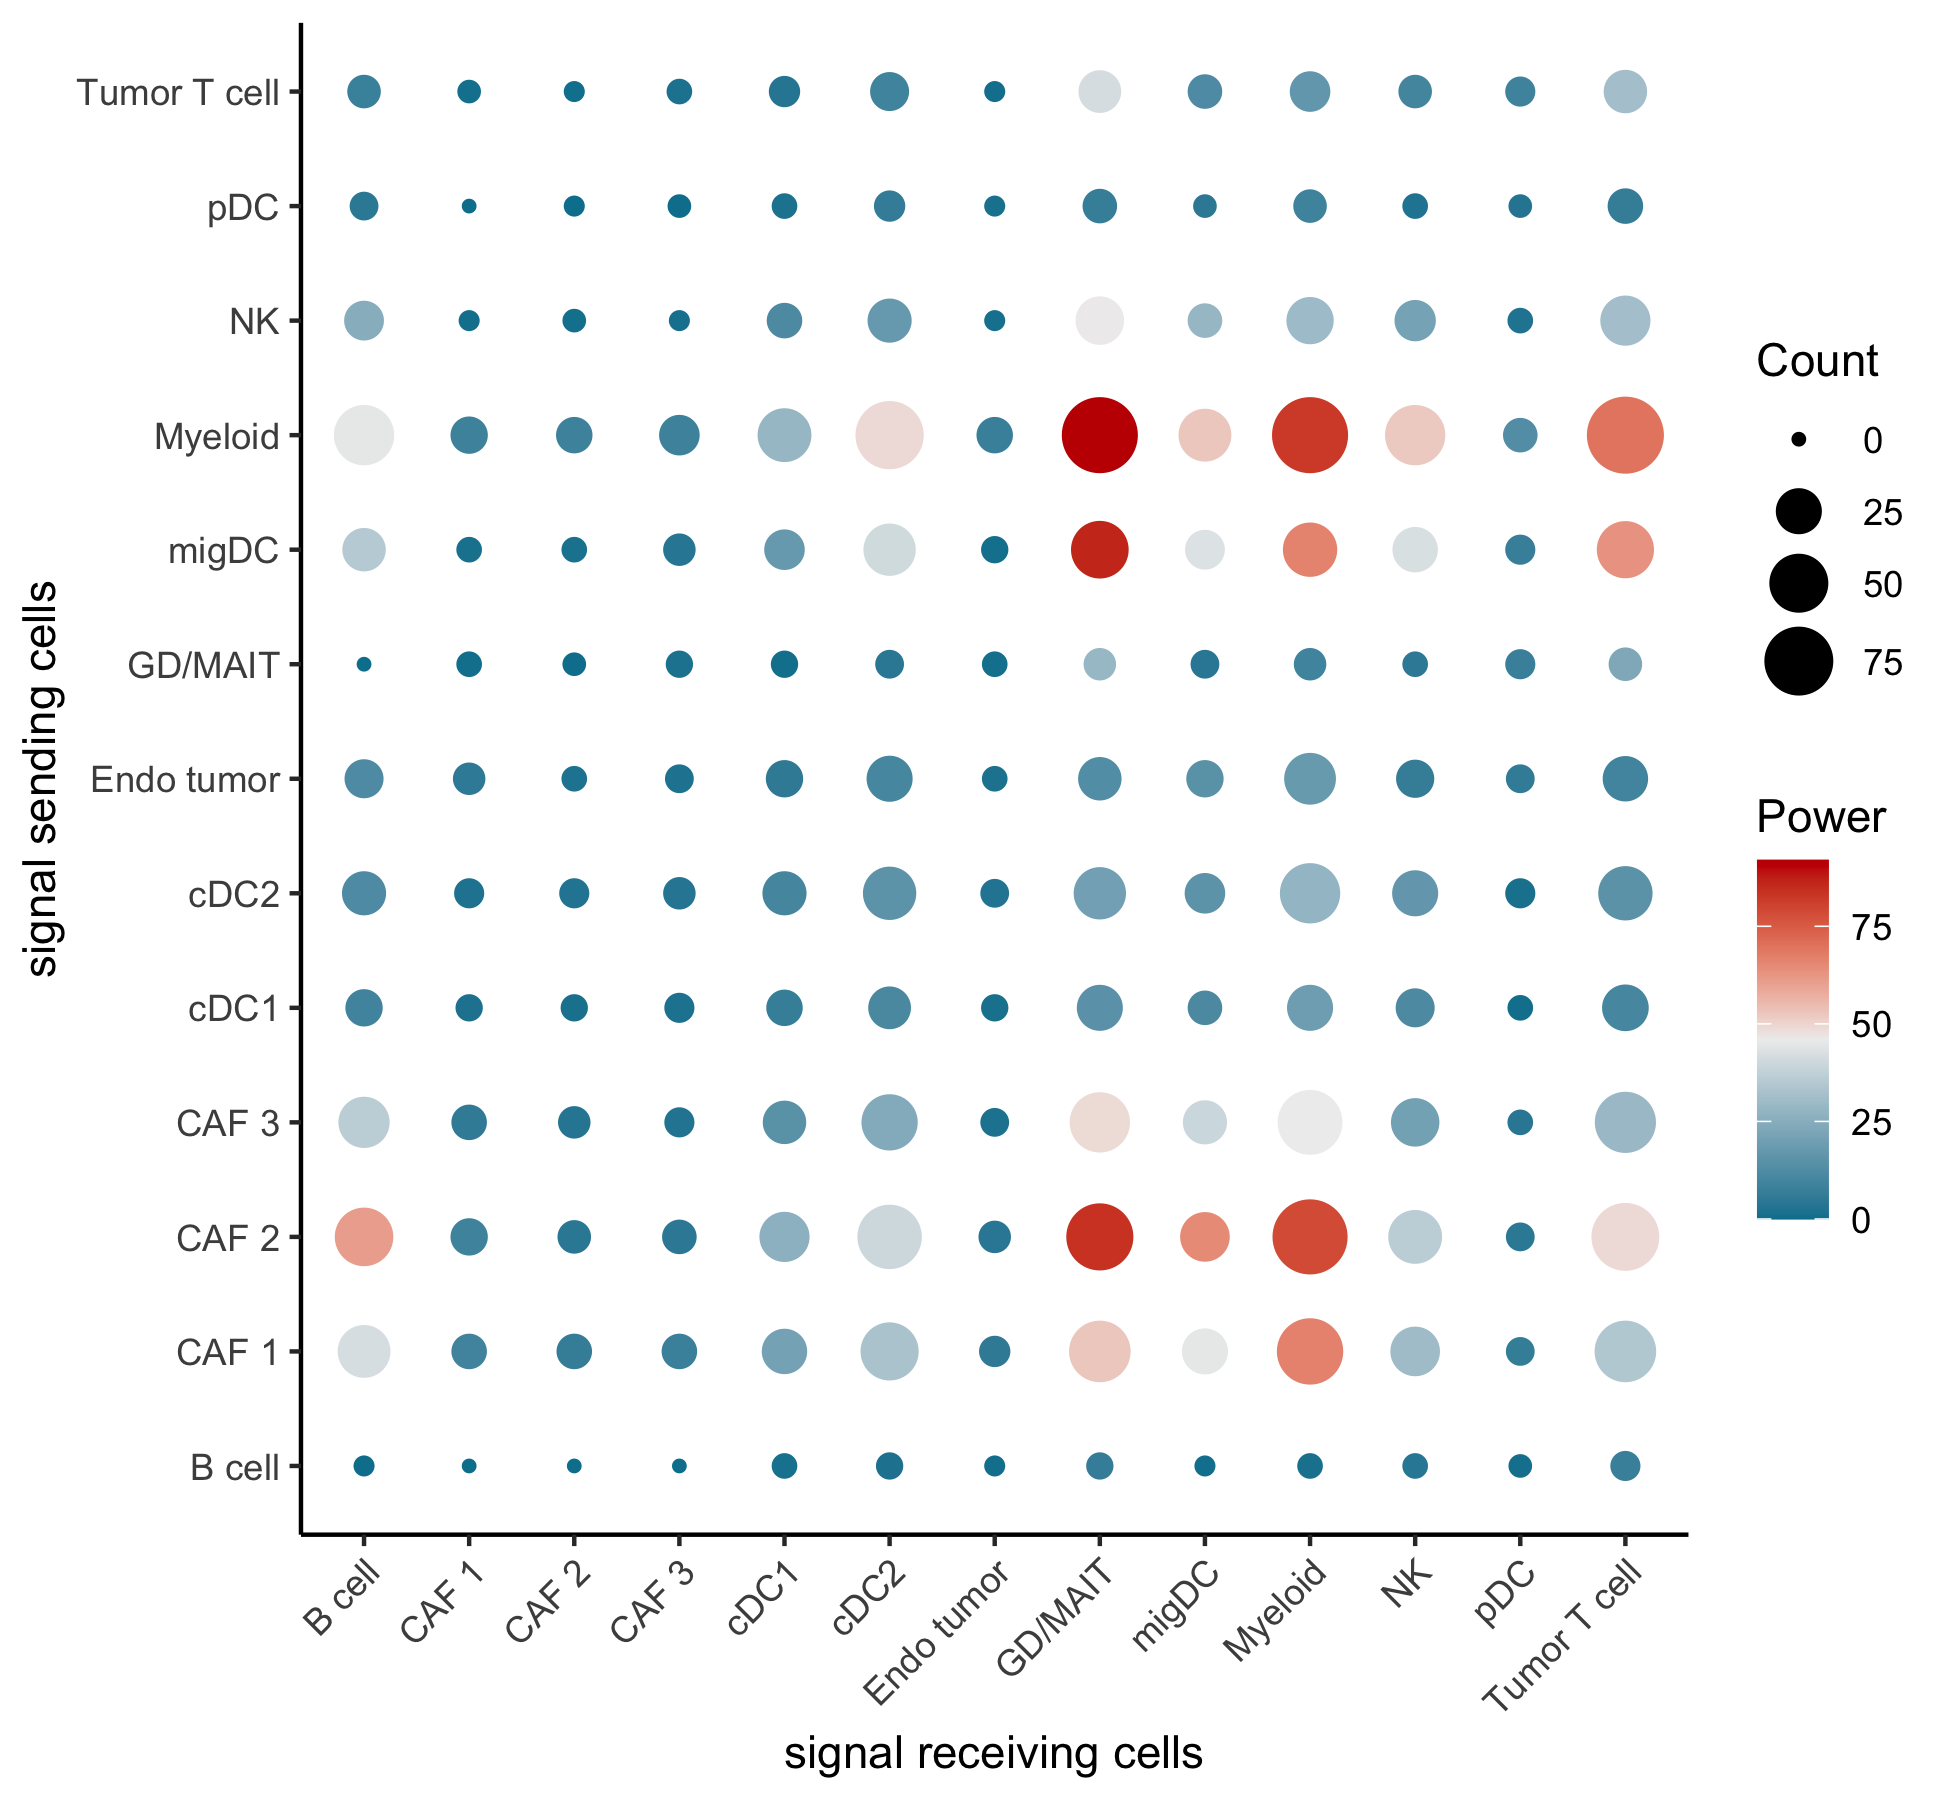 Tumor T cell
pDC
NK
Myeloid
migDC
GD/MAIT
Endo tumor
cDC2
cDC1
CAF 3
CAF 2
CAF 1
B cell
signal sending cells
B cell
CAF 1
CAF 2
CAF 3
cDC1
cDC2
Endo tumor
GD/MAIT
migDC
Myeloid
NK
pDC
Tumor T cell
signal receiving cells
Count
0
25
50
75
Power
75
50
25
0